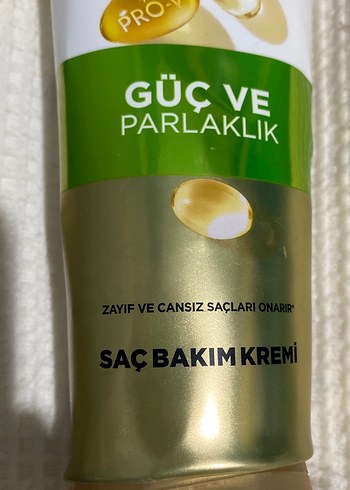 PRO-V
GÜÇ VE
PARLAKLIK
ZAYIF VE CANSIZ SAÇLARI ONARIR*
SAÇ BAKIM KREMİ